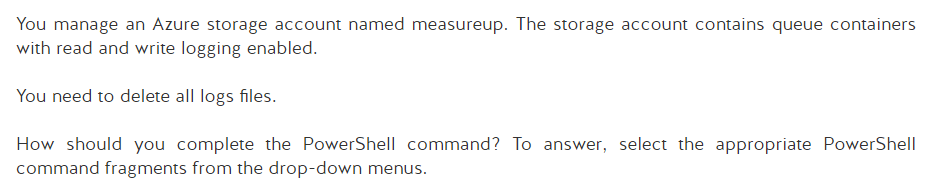 You manage an Azure storage account named measureup. The storage account contains queue containers
with read and write logging enabled.
You need to delete all logs files.
How should you complete the PowerShell command? To answer, select the appropriate PowerShell
command fragments from the drop-down menus.